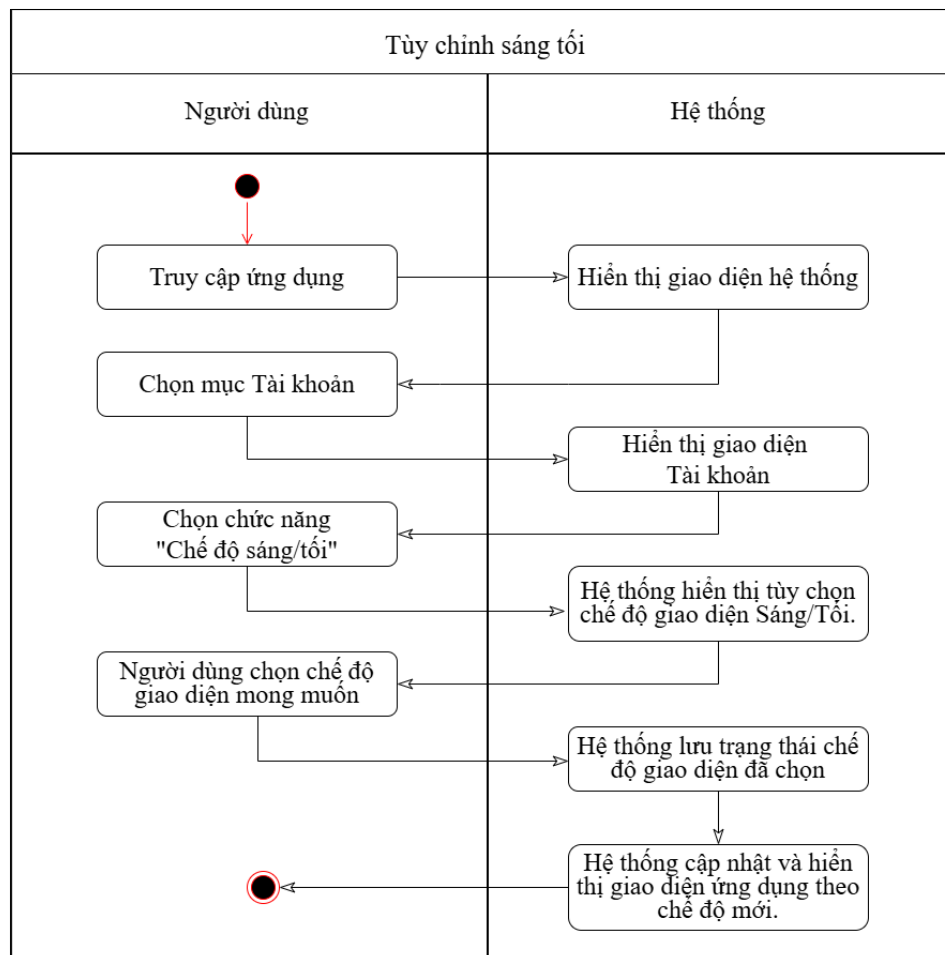 Tùy chỉnh sáng tối
Người dùng
Hệ thống
Truy cập ứng dụng
Hiển thị giao diện hệ thống
Chọn mục Tài khoản
Hiển thị giao diện
Tài khoản
Chọn chức năng
"Chế độ sáng/tối"
Hệ thống hiển thị tùy chọn
chế độ giao diện Sáng/Tối.
Người dùng chọn chế độ
giao diện mong muốn
Hệ thống lưu trạng thái chế
độ giao diện đã chọn
Hệ thống cập nhật và hiển
thị giao diện ứng dụng theo
chế độ mới.